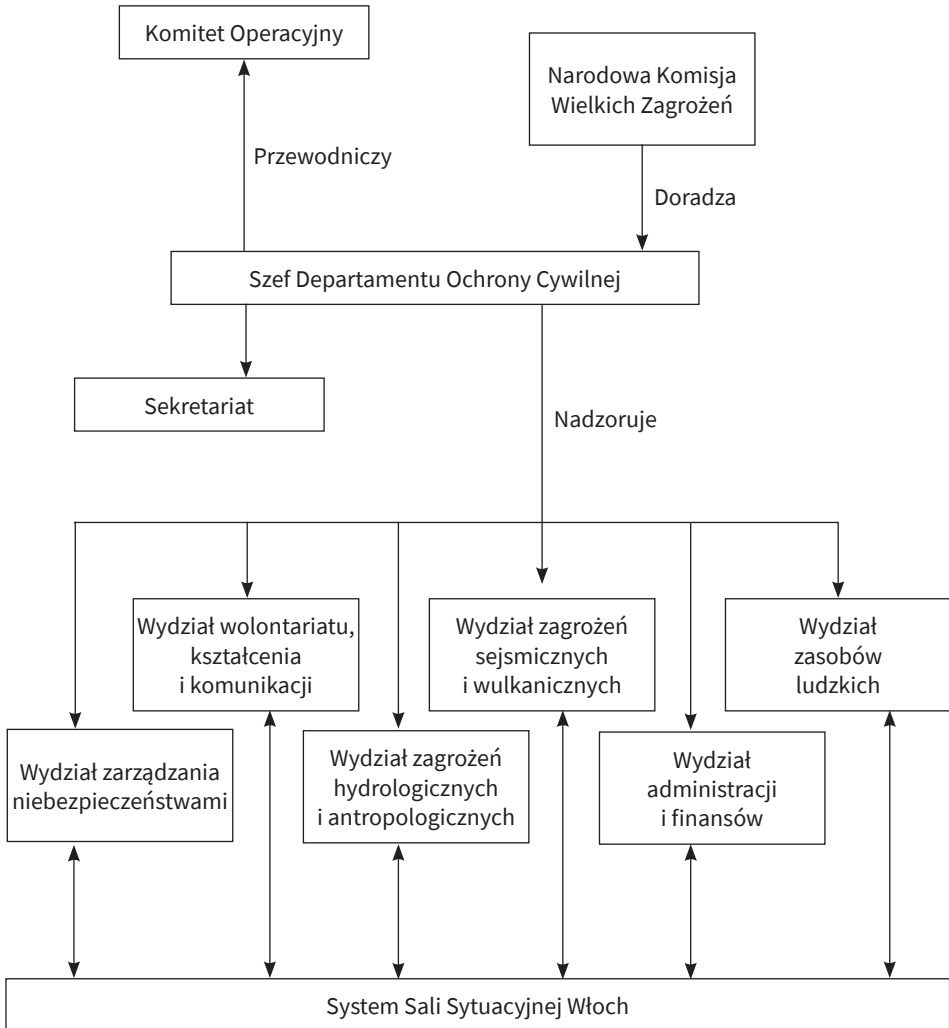 Komitet Operacyjny
Narodowa Komisja
Wielkich Zagrożeń
Przewodniczy
Doradza
Szef Departamentu Ochrony Cywilnej
Sekretariat
Nadzoruje
Wydział wolontariatu,
kształcenia
i komunikacji
Wydział zagrożeń
sejsmicznych
i wulkanicznych
Wydział
zasobów
ludzkich
Wydział zarządzania
niebezpieczeństwami
Wydział zagrożeń
hydrologicznych
i antropologicznych
Wydział
administracji
i finansów
System Sali Sytuacyjnej Włoch